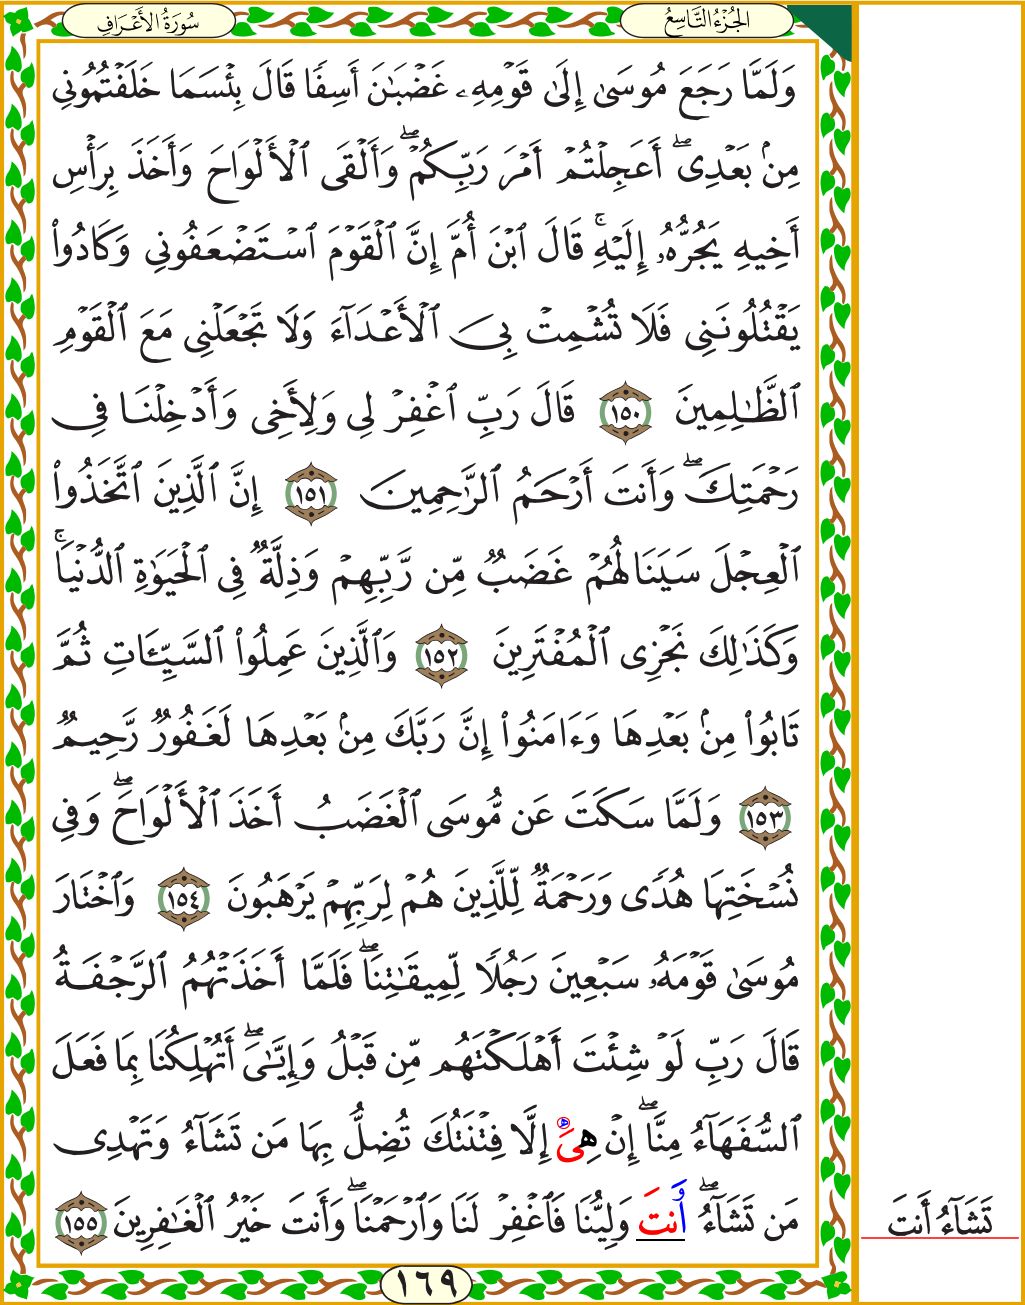 الجُزْءُ التَّاسِعُ
سُورَةُ الأَعْرَافِ
وَلَمَّا رَجَعَ مُوسَىٰ إِلَىٰ قَوْمِهِۦ غَضْبَٰنَ أَسِفًا قَالَ بِئْسَمَا خَلَفْتُمُونِى
مِنۢ بَعْدِىٓ ۖ أَعَجِلْتُمْ أَمْرَ رَبِّكُمْ ۖ وَأَلْقَى ٱلْأَلْوَاحَ وَأَخَذَ بِرَأْسِ
أَخِيهِ يَجُرُّهُۥٓ إِلَيْهِ ۚ قَالَ ٱبْنَ أُمَّ إِنَّ ٱلْقَوْمَ ٱسْتَضْعَفُونِى وَكَادُوا۟
يَقْتُلُونَنِى فَلَا تُشْمِتْ بِىَ ٱلْأَعْدَآءَ وَلَا تَجْعَلْنِى مَعَ ٱلْقَوْمِ
ٱلظَّٰلِمِينَ ١٥٠ قَالَ رَبِّ ٱغْفِرْ لِى وَلِأَخِى وَأَدْخِلْنَا فِى
رَحْمَتِكَ ۖ وَأَنتَ أَرْحَمُ ٱلرَّٰحِمِينَ ١٥١ إِنَّ ٱلَّذِينَ ٱتَّخَذُوا۟
ٱلْعِجْلَ سَيَنَالُهُمْ غَضَبٌ مِّن رَّبِّهِمْ وَذِلَّةٌ فِى ٱلْحَيَوٰةِ ٱلدُّنْيَا ۚ
وَكَذَٰلِكَ نَجْزِى ٱلْمُفْتَرِينَ ١٥٢ وَٱلَّذِينَ عَمِلُوا۟ ٱلسَّيِّـَٔاتِ ثُمَّ
تَابُوا۟ مِنۢ بَعْدِهَا وَءَامَنُوٓا۟ إِنَّ رَبَّكَ مِنۢ بَعْدِهَا لَغَفُورٌ رَّحِيمٌ
١٥٣ وَلَمَّا سَكَتَ عَن مُّوسَى ٱلْغَضَبُ أَخَذَ ٱلْأَلْوَاحَ ۖ وَفِى
نُسْخَتِهَا هُدًى وَرَحْمَةٌ لِّلَّذِينَ هُمْ لِرَبِّهِمْ يَرْهَبُونَ ١٥٤ وَٱخْتَارَ
مُوسَىٰ قَوْمَهُۥ سَبْعِينَ رَجُلًا لِّمِيقَٰتِنَا ۖ فَلَمَّآ أَخَذَتْهُمُ ٱلرَّجْفَةُ
قَالَ رَبِّ لَوْ شِئْتَ أَهْلَكْتَهُم مِّن قَبْلُ وَإِيَّٰىَ ۖ أَتُهْلِكُنَا بِمَا فَعَلَ
ٱلسُّفَهَآءُ مِنَّآ ۖ إِنْ هِىَ إِلَّا فِتْنَتُكَ تُضِلُّ بِهَا مَن تَشَآءُ وَتَهْدِى
مَن تَشَآءُ ۖ أَنتَ وَلِيُّنَا فَٱغْفِرْ لَنَا وَٱرْحَمْنَا ۖ وَأَنتَ خَيْرُ ٱلْغَٰفِرِينَ ١٥٥
تَشَآءُ أَنتَ
١٦٩